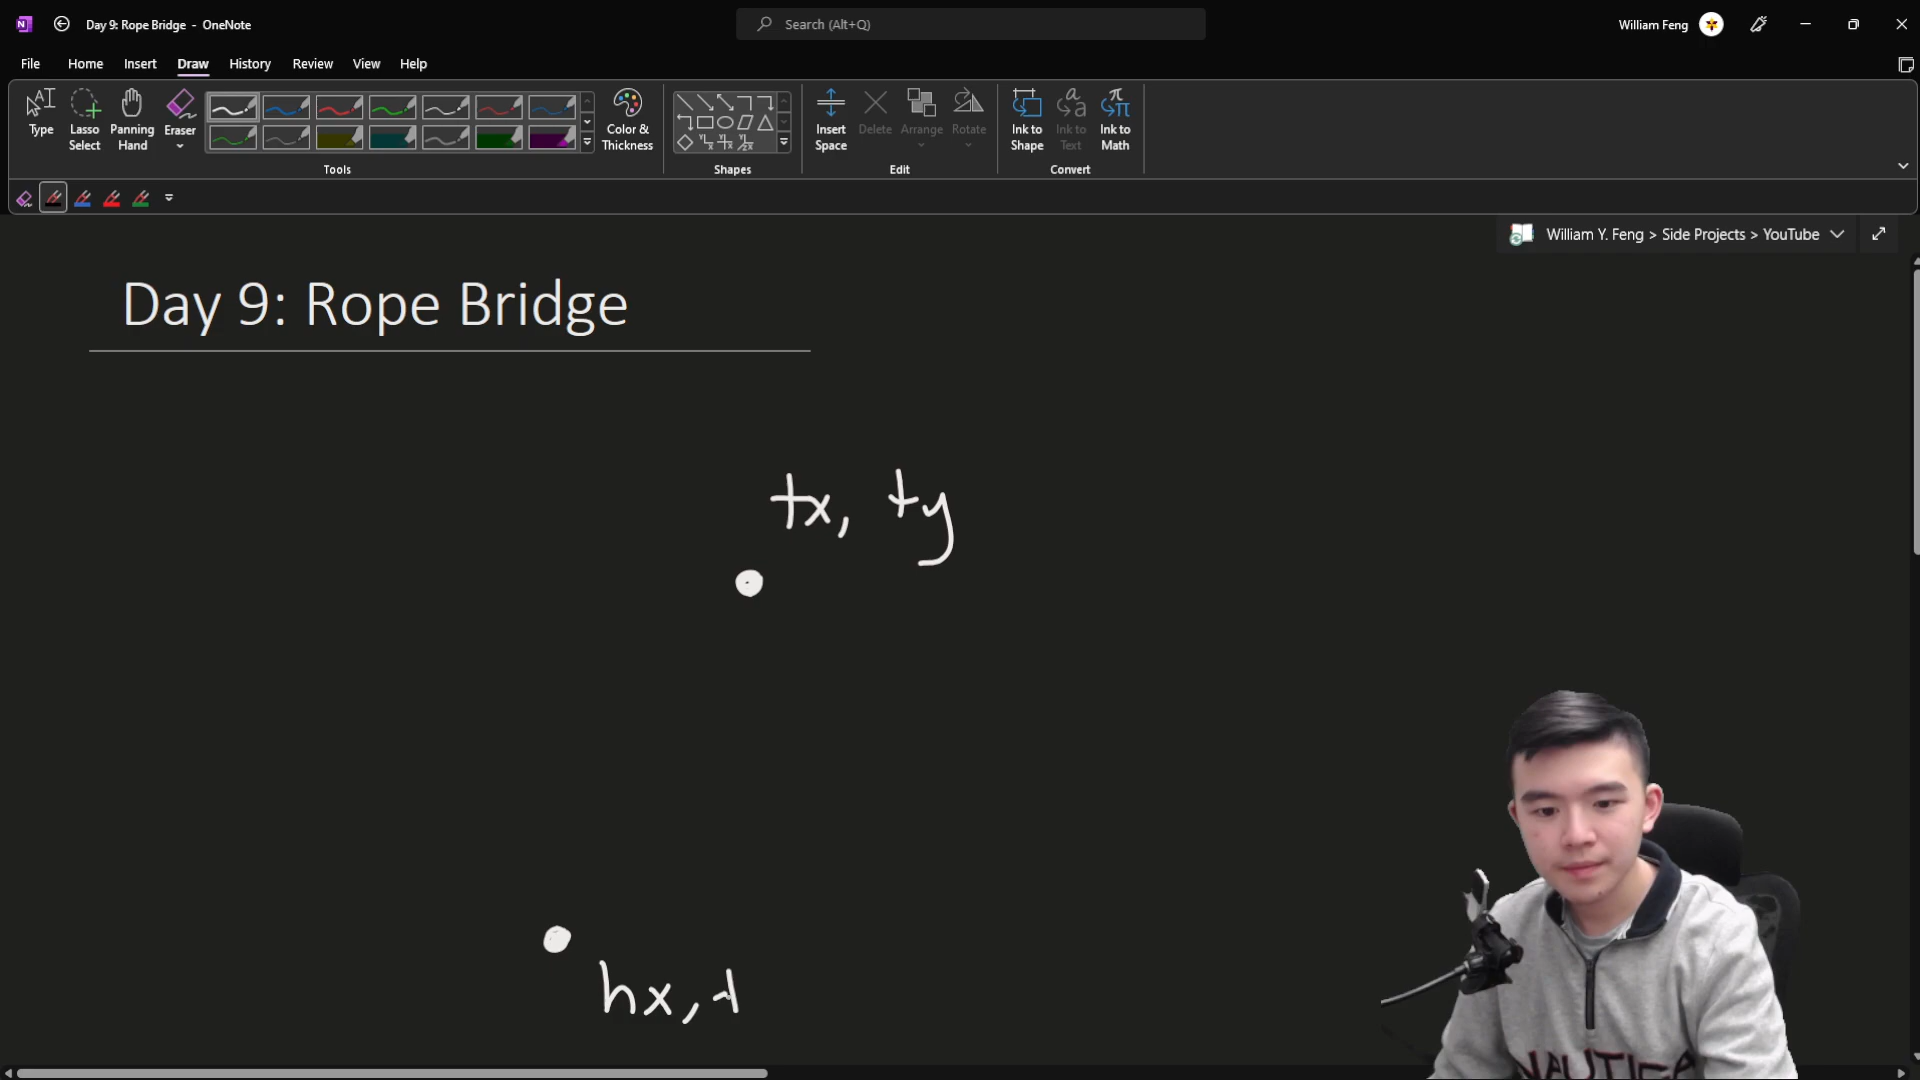 Day 9: Rope Bridge - OneNote
Search (Alt+Q)
William Feng
File Home Insert Draw History Review View Help
Type
Lasso Select
Panning Hand
Eraser
Color & Thickness
Insert Space
Delete
Arrange
Rotate
Ink to Shape
Ink to Text
Ink to Math
Tools
Shapes
Edit
Convert
William Y. Feng > Side Projects > YouTube
Day 9: Rope Bridge
tx, ty
hx,
NAUTICA